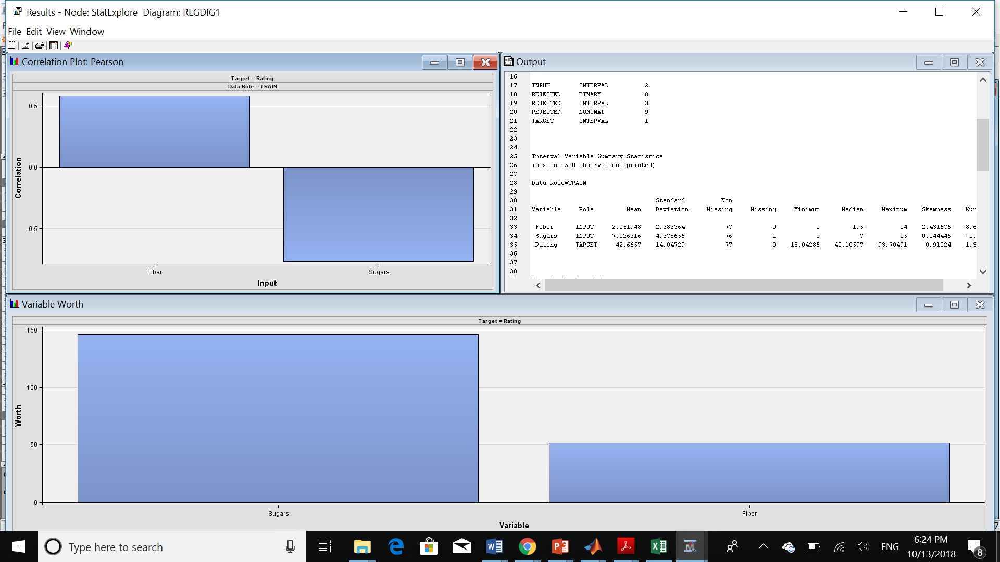 Results - Node: StatExplore Diagram: REGDIG1
File Edit View Window
Correlation Plot: Pearson
Target = Rating
Data Role = TRAIN
Correlation
0.5
0.0
-0.5
Fiber Sugars
Input
Output
16
17 INPUT INTERVAL 2
18 REJECTED BINARY 8
19 REJECTED INTERVAL 3
20 REJECTED NOMINAL 9
21 TARGET INTERVAL 1
22
23
24
25 Interval Variable Summary Statistics
26 (maximum 500 observations printed)
27
28 Data Role=TRAIN
29
30 Standard Non
31 Variable Role Mean Deviation Missing Missing Minimum Median Maximum Skewness Kur
32
33 Fiber INPUT 2.151948 2.383364 77 0 0 1.5 14 2.431675 8.6
34 Sugars INPUT 7.026316 4.378656 76 1 0 7 15 0.044445 -1.
35 Rating TARGET 42.6657 14.04729 77 0 18.04285 40.10597 93.70491 0.91024 1.3
36
37
38
Variable Worth
Target = Rating
Worth
150
100
50
0
Sugars Fiber
Variable
Type here to search
ENG
6:24 PM
10/13/2018
8